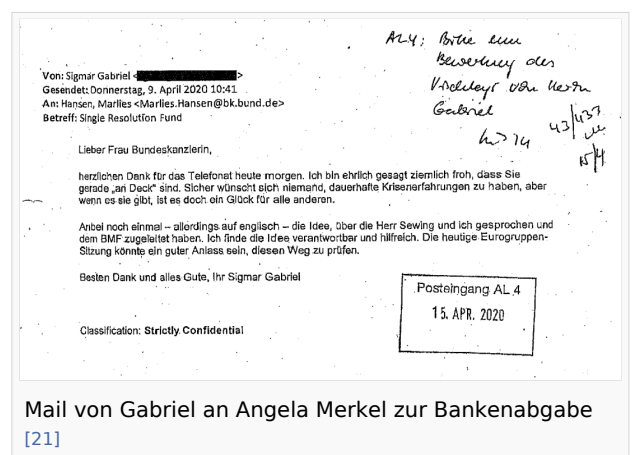 AL4; Bitte um
Bewertung des
Vorschlags von Herrn
Gabriel
14
43/433
15/4
Von: Sigmar Gabriel < >
Gesendet: Donnerstag, 9. April 2020 10:41
An: Hansen, Marlies <Marlies.Hansen@bk.bund.de>
Betreff: Single Resolution Fund
Lieber Frau Bundeskanzlerin,
herzlichen Dank für das Telefonat heute morgen. Ich bin ehrlich gesagt ziemlich froh, dass Sie
gerade „an Deck“ sind. Sicher wünscht sich niemand, dauerhafte Krisenerfahrungen zu haben, aber
wenn es sie gibt, ist es doch ein Glück für alle anderen.
Anbei noch einmal – allerdings auf englisch – die Idee, über die Herr Sewing und ich gesprochen und
dem BMF zugeleitet haben. Ich finde die Idee verantwortbar und hilfreich. Die heutige Eurogruppen-
Sitzung könnte ein guter Anlass sein, diesen Weg zu prüfen.
Besten Dank und alles Gute, Ihr Sigmar Gabriel
Posteingang AL 4
15. APR. 2020
Classification: Strictly Confidential
Mail von Gabriel an Angela Merkel zur Bankenabgabe
[21]